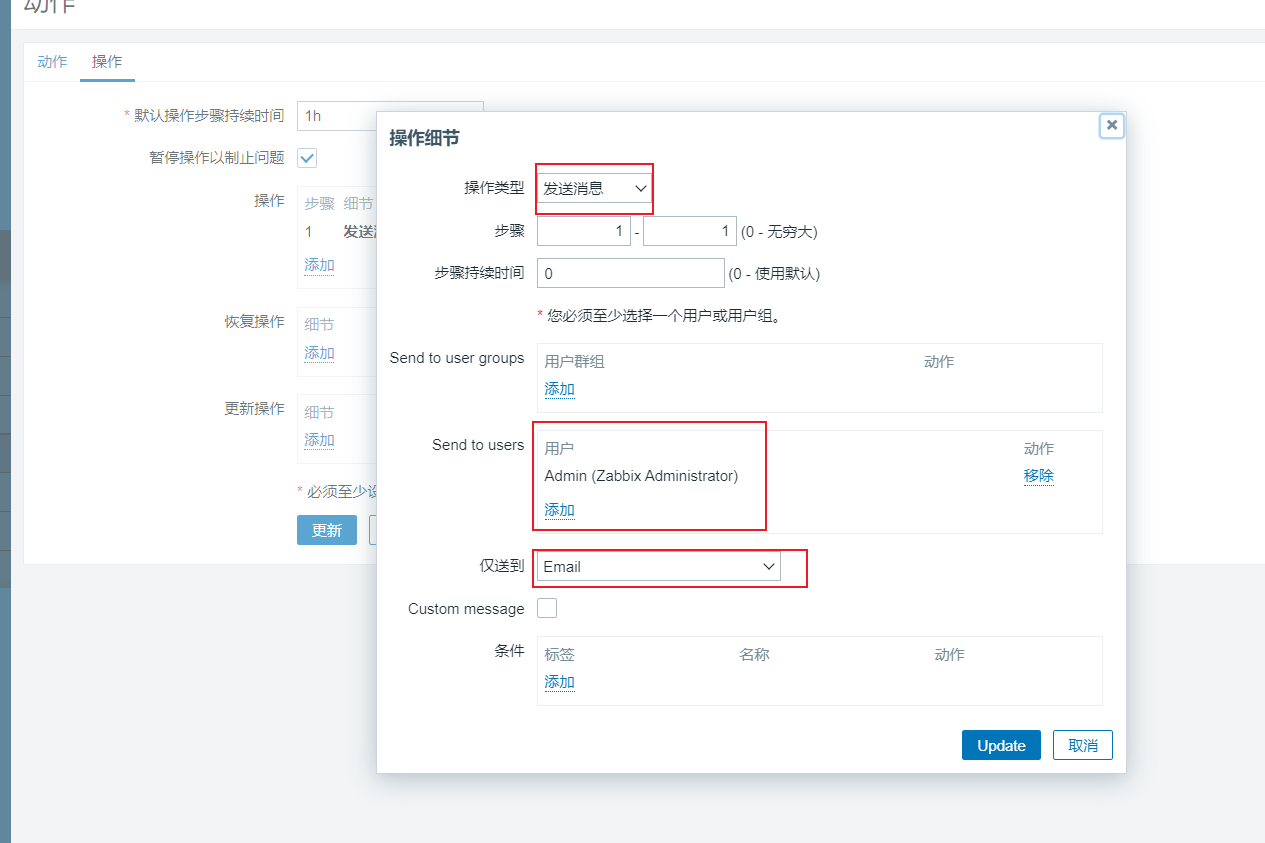 动作
动作 操作
* 默认操作步骤持续时间 1h
操作细节
暂停操作以制止问题
操作类型 发送消息
操作 步骤 细节
步骤 1 - 1 (0 - 无穷大)
1 发送
添加
步骤持续时间 0 (0 - 使用默认)
* 您必须至少选择一个用户或用户组。
恢复操作 细节
添加
Send to user groups 用户群组 动作
添加
更新操作 细节
添加
Send to users 用户 动作
Admin (Zabbix Administrator) 移除
添加
* 必须至少设
更新
仅送到 Email
Custom message
条件 标签 名称 动作
添加
Update 取消